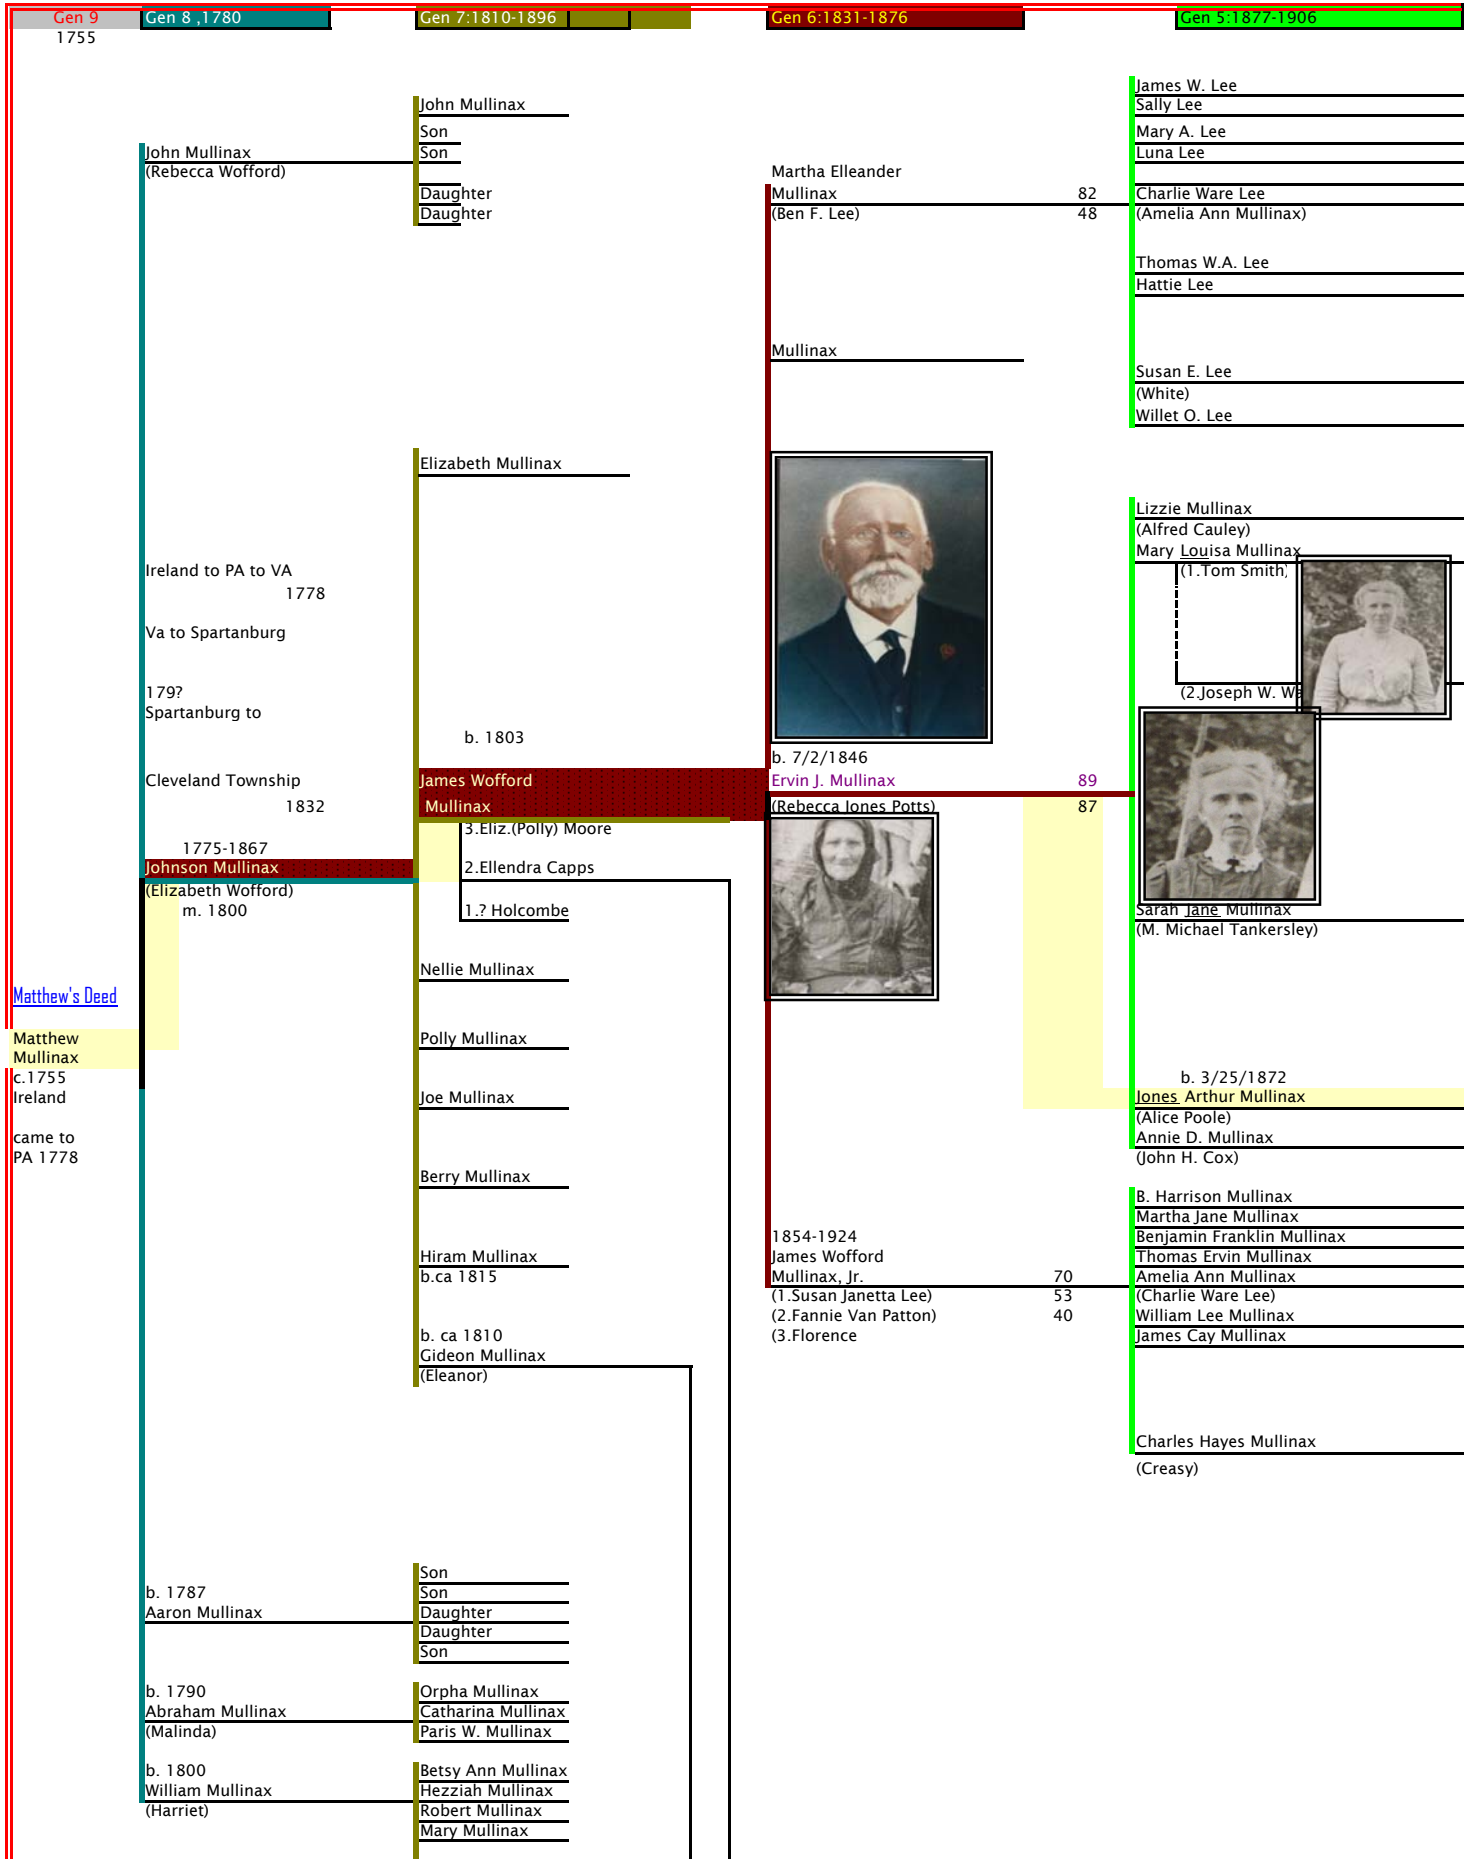 Gen 9
1755
Gen 8 ,1780
Gen 7:1810-1896
Gen 6:1831-1876
Gen 5:1877-1906
Matthew's Deed
Matthew
Mullinax
c.1755
Ireland
came to
PA 1778
John Mullinax
(Rebecca Wofford)
Ireland to PA to VA
1778
Va to Spartanburg
179?
Spartanburg to
Cleveland Township
1832
1775-1867
Johnson Mullinax
(Elizabeth Wofford)
m. 1800
b. 1787
Aaron Mullinax
b. 1790
Abraham Mullinax
(Malinda)
b. 1800
William Mullinax
(Harriet)
John Mullinax
Son
Son
Daughter
Daughter
Elizabeth Mullinax
b. 1803
James Wofford
Mullinax
3.Eliz.(Polly) Moore
2.Ellendra Capps
1.? Holcombe
Nellie Mullinax
Polly Mullinax
Joe Mullinax
Berry Mullinax
Hiram Mullinax
b.ca 1815
b. ca 1810
Gideon Mullinax
(Eleanor)
Son
Son
Daughter
Daughter
Son
Orpha Mullinax
Catharina Mullinax
Paris W. Mullinax
Betsy Ann Mullinax
Hezziah Mullinax
Robert Mullinax
Mary Mullinax
Martha Elleander
Mullinax 82
(Ben F. Lee) 48
Mullinax
b. 7/2/1846
Ervin J. Mullinax 89
(Rebecca Jones Potts) 87
1854-1924
James Wofford
Mullinax, Jr. 70
(1.Susan Janetta Lee) 53
(2.Fannie Van Patton) 40
(3.Florence
James W. Lee
Sally Lee
Mary A. Lee
Luna Lee
Charlie Ware Lee
(Amelia Ann Mullinax)
Thomas W.A. Lee
Hattie Lee
Susan E. Lee
(White)
Willet O. Lee
Lizzie Mullinax
(Alfred Cauley)
Mary Louisa Mullinax
(1.Tom Smith)
(2.Joseph W. Wa
Sarah Jane Mullinax
(M. Michael Tankersley)
b. 3/25/1872
Jones Arthur Mullinax
(Alice Poole)
Annie D. Mullinax
(John H. Cox)
B. Harrison Mullinax
Martha Jane Mullinax
Benjamin Franklin Mullinax
Thomas Ervin Mullinax
Amelia Ann Mullinax
(Charlie Ware Lee)
William Lee Mullinax
James Cay Mullinax
Charles Hayes Mullinax
(Creasy)